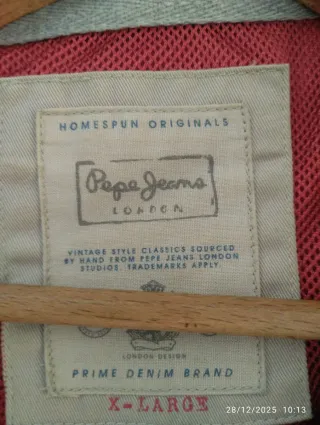 HOMESPUN ORIGINALS
Pepe Jeans
LONDON
VINTAGE STYLE CLASSICS SOURCED
BY HAND FROM PEPE JEANS LONDON
STUDIOS. TRADEMARKS APPLY.
LONDON DESIGN
PRIME DENIM BRAND
X-LARGE
28/12/2025 10:13